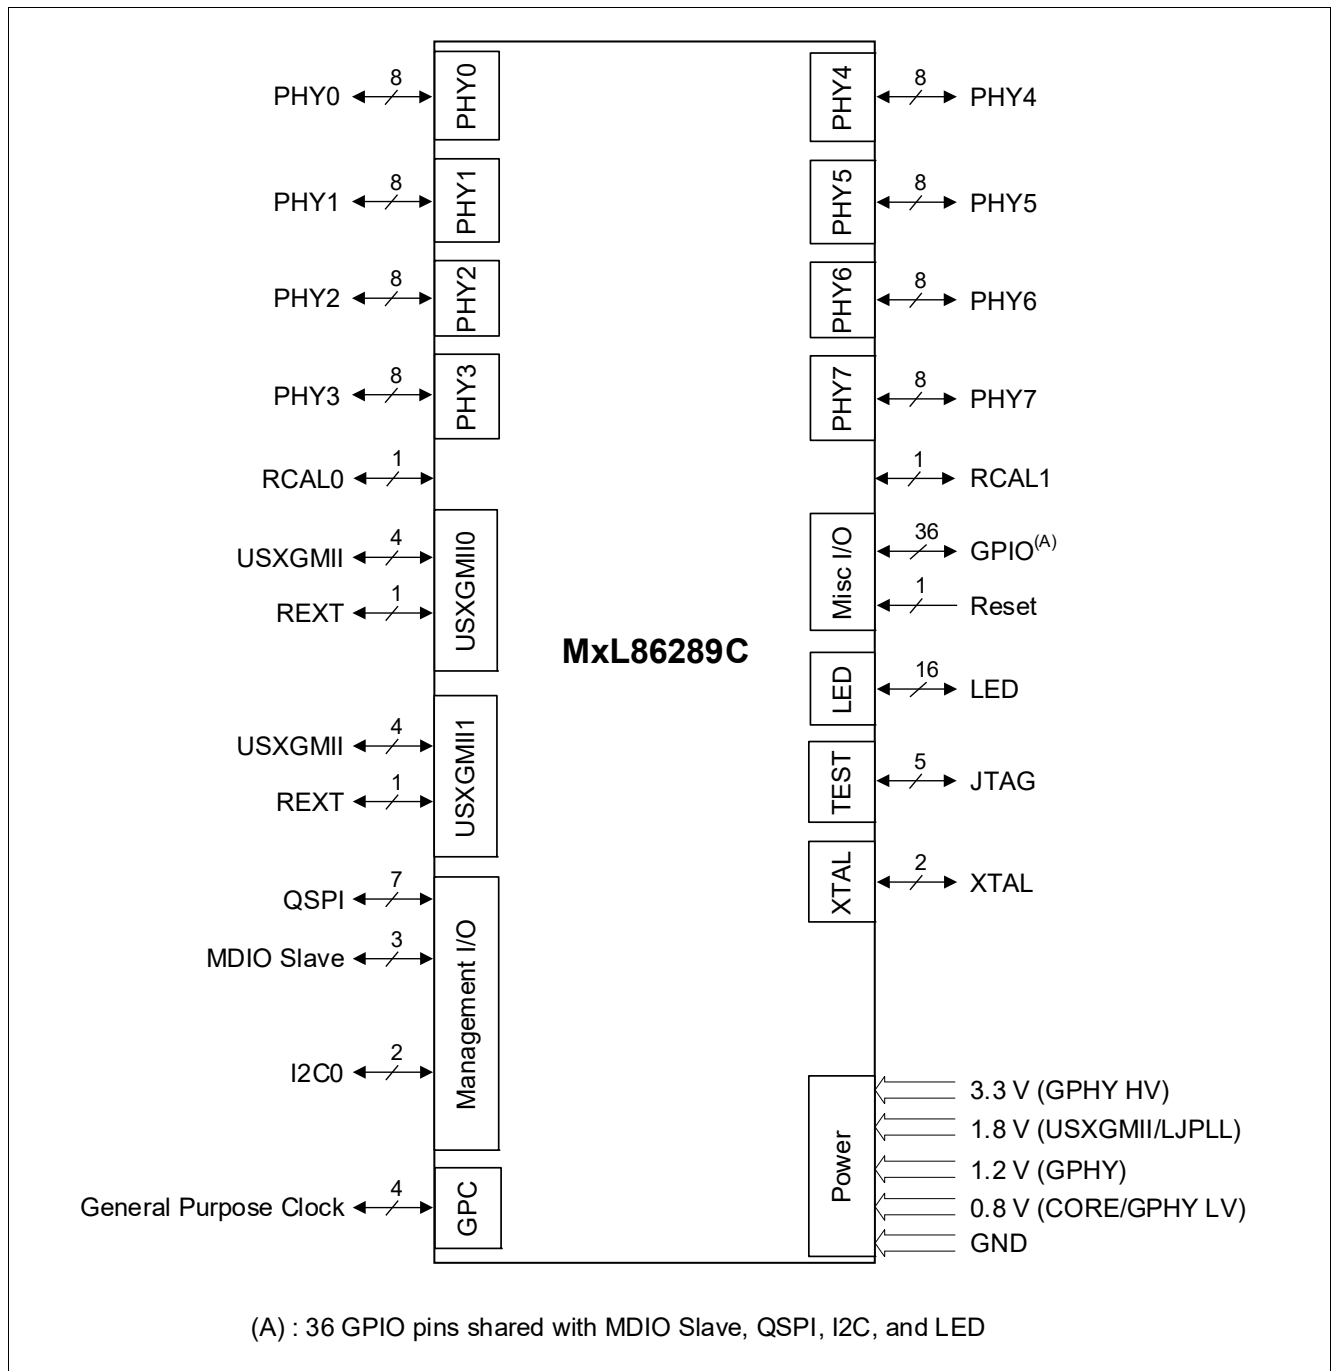 PHY0 8 PHY0
PHY1 8 PHY1
PHY2 8 PHY2
PHY3 8 PHY3
RCAL0 1
USXGMII 4
REXT 1
USXGMII0
USXGMII 4
REXT 1
USXGMII1
QSPI 7
MDIO Slave 3
I2C0 2
Management I/O
General Purpose Clock 4 GPC
MxL86289C
PHY4 8 PHY4
PHY5 8 PHY5
PHY6 8 PHY6
PHY7 8 PHY7
1 RCAL1
Misc I/O
36 GPIO(A)
1 Reset
LED 16 LED
TEST 5 JTAG
XTAL 2 XTAL
Power
3.3 V (GPHY HV)
1.8 V (USXGMII/LJPLL)
1.2 V (GPHY)
0.8 V (CORE/GPHY LV)
GND
(A) : 36 GPIO pins shared with MDIO Slave, QSPI, I2C, and LED